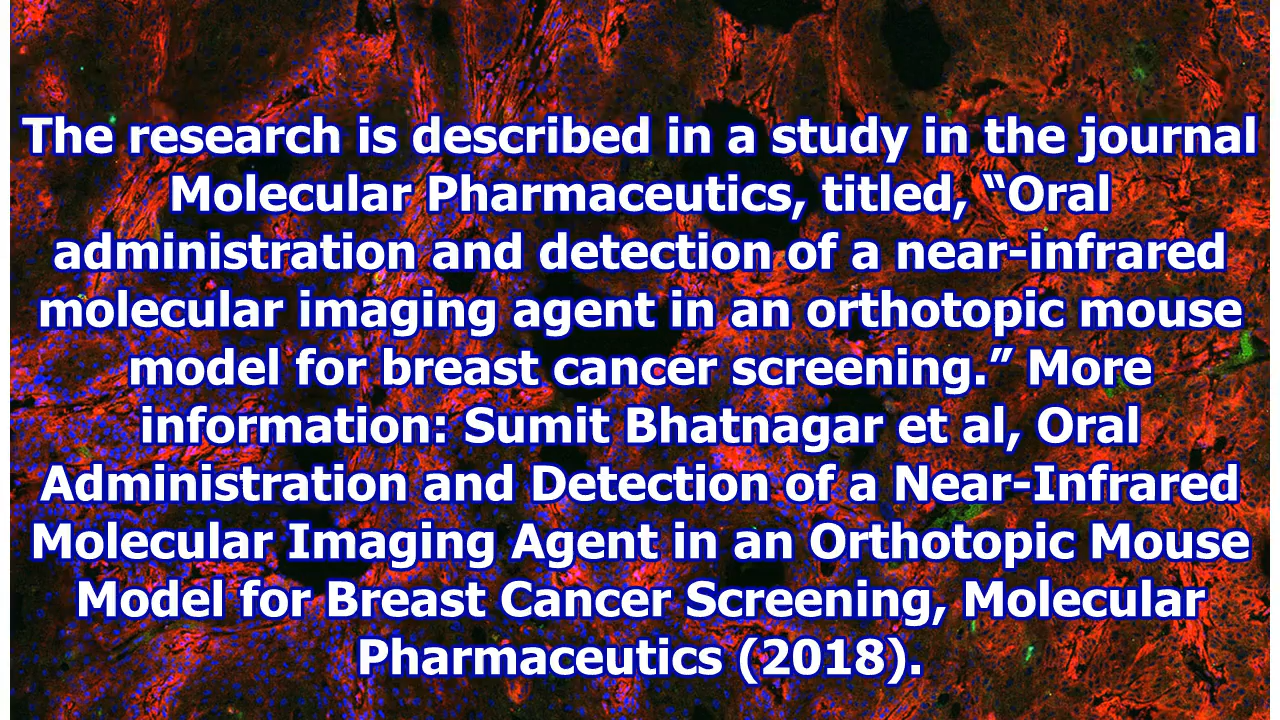 The research is described in a study in the journal
Molecular Pharmaceutics, titled, “Oral
administration and detection of a near-infrared
molecular imaging agent in an orthotopic mouse
model for breast cancer screening.” More
information: Sumit Bhatnagar et al, Oral
Administration and Detection of a Near-Infrared
Molecular Imaging Agent in an Orthotopic Mouse
Model for Breast Cancer Screening, Molecular
Pharmaceutics (2018).